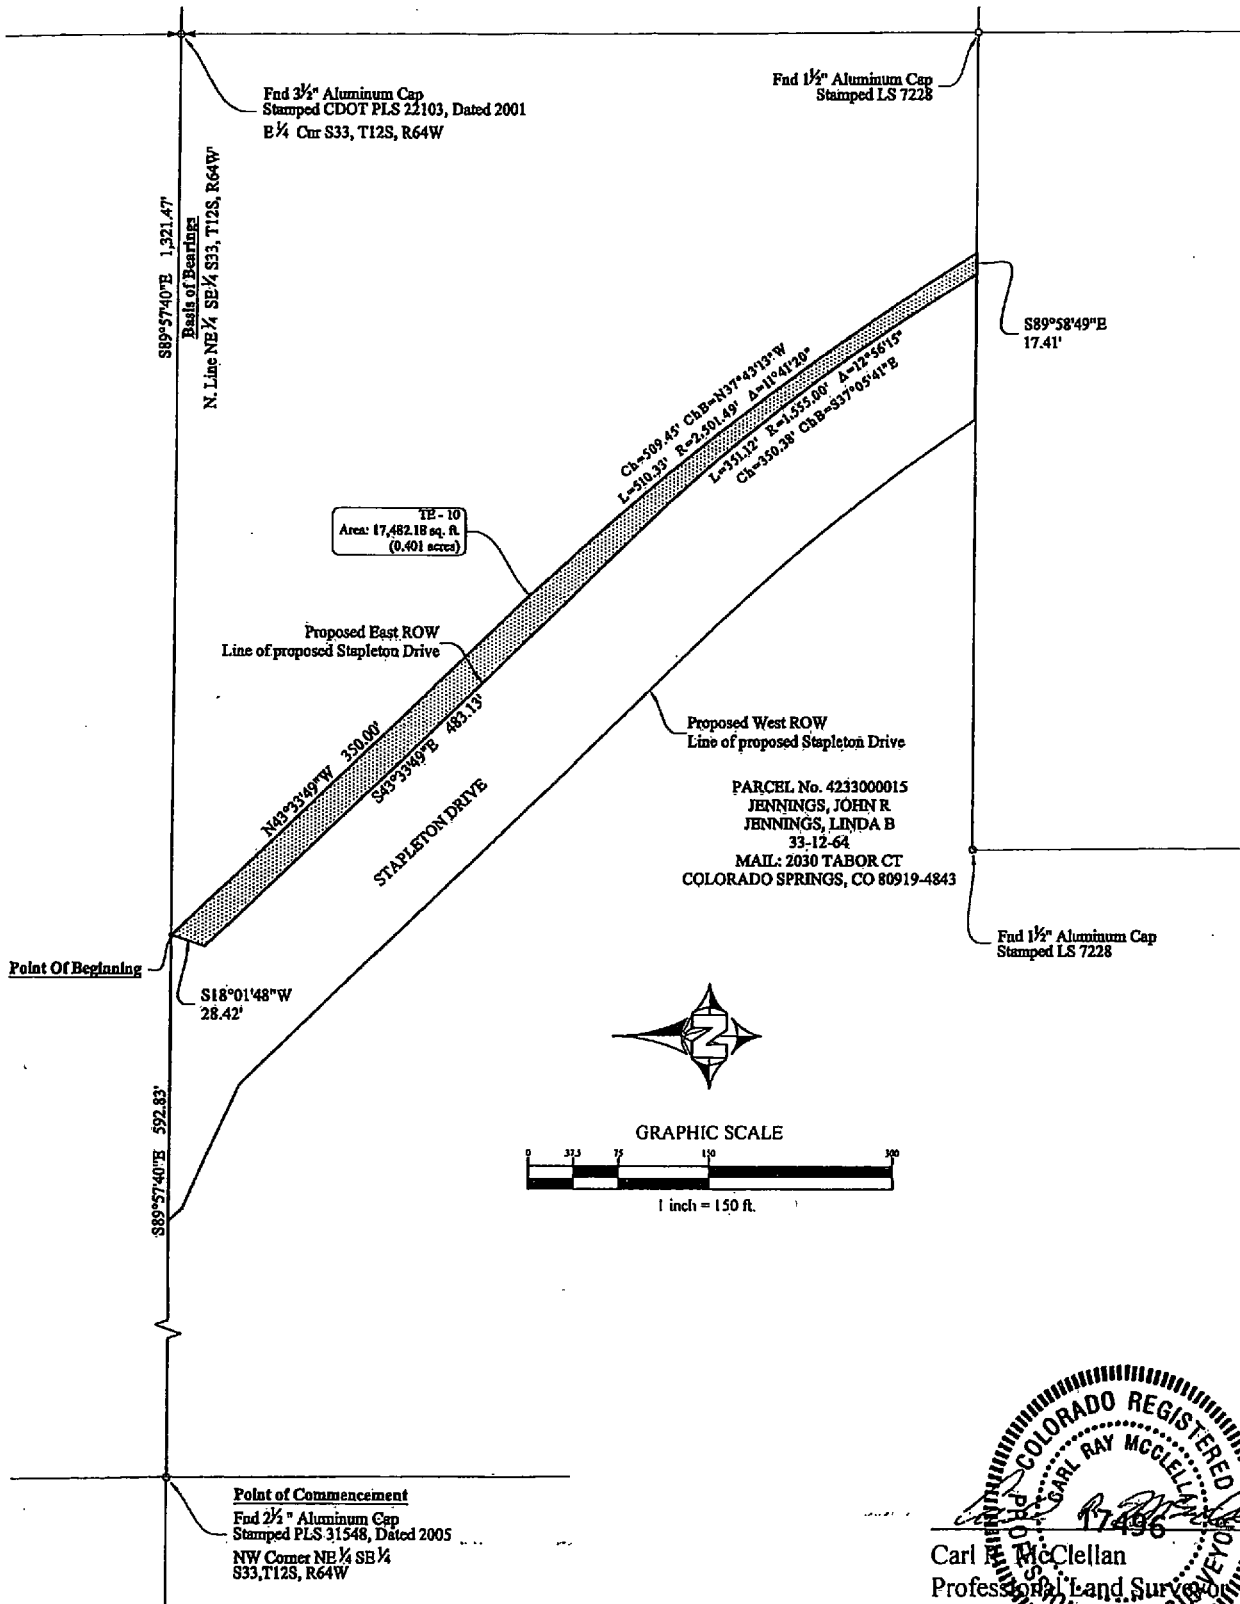 Fnd 3½" Aluminum Cap
Stamped CDOT PLS 22103, Dated 2001
E¼ Cnr S33, T12S, R64W
Fnd 1½" Aluminum Cap
Stamped LS 7228
S89°57'40"E 1,321.47'
Basis of Bearings
N. Line NE¼ SE¼ S33, T12S, R64W
S89°58'49"E
17.41'
Ch=509.45' ChB=N37°43'13"W
L=510.33' R=2,501.49' Δ=11°41'20"
L=351.12' R=1,555.00' Δ=12°56'15"
Ch=350.38' ChB=S37°05'41"E
TE - 10
Area: 17,482.18 sq. ft.
(0.401 acres)
Proposed East ROW
Line of proposed Stapleton Drive
N43°33'49"W 350.00'
S43°33'49"E 483.13'
STAPLETON DRIVE
Proposed West ROW
Line of proposed Stapleton Drive
PARCEL No. 4233000015
JENNINGS, JOHN R
JENNINGS, LINDA B
33-12-64
MAIL: 2030 TABOR CT
COLORADO SPRINGS, CO 80919-4843
Fnd 1½" Aluminum Cap
Stamped LS 7228
Point Of Beginning
S18°01'48"W
28.42'
N
S89°57'40"E 592.83'
GRAPHIC SCALE
0 37.5 75 150 300
1 inch = 150 ft.
Point of Commencement
Fnd 2½" Aluminum Cap
Stamped PLS 31548, Dated 2005
NW Corner NE¼ SE¼
S33,T12S, R64W
COLORADO REGISTERED
CARL RAY MCCLELLAN
17496
Carl R. McClellan
Professional Land Surveyor